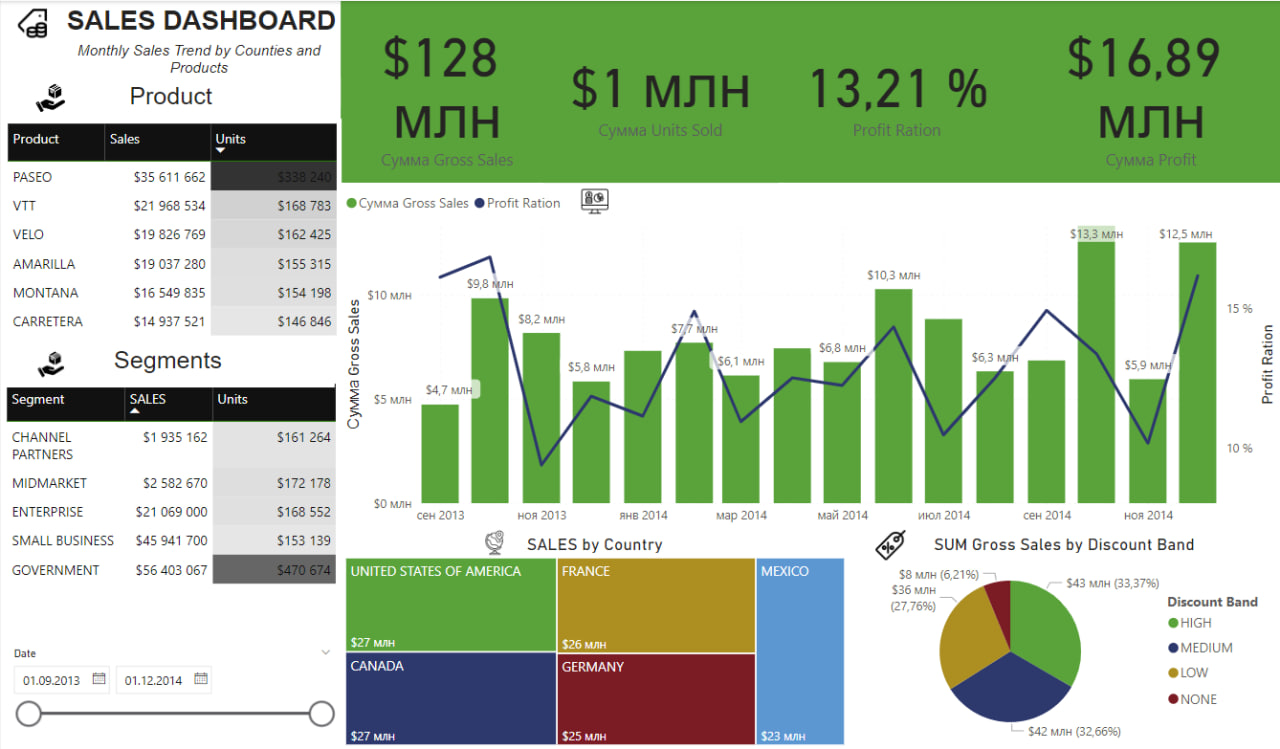 SALES DASHBOARD
Monthly Sales Trend by Counties and
Products
Product
Product Sales Units
PASEO $35 611 662 $338 240
VTT $21 968 534 $168 783
VELO $19 826 769 $162 425
AMARILLA $19 037 280 $155 315
MONTANA $16 549 835 $154 198
CARRETERA $14 937 521 $146 846
Segments
Segment SALES Units
CHANNEL
PARTNERS $1 935 162 $161 264
MIDMARKET $2 582 670 $172 178
ENTERPRISE $21 069 000 $168 552
SMALL BUSINESS $45 941 700 $153 139
GOVERNMENT $56 403 067 $470 674
Date
01.09.2013 01.12.2014
$128
млн
Сумма Gross Sales
$1 млн
Сумма Units Sold
13,21 %
Profit Ration
$16,89
млн
Сумма Profit
Сумма Gross Sales Profit Ration
Сумма Gross Sales
$10 млн
$5 млн
$0 млн
$4,7 млн
$9,8 млн
$8,2 млн
$5,8 млн
$7,7 млн
$6,1 млн
$6,8 млн
$10,3 млн
$6,3 млн
$13,3 млн
$5,9 млн
$12,5 млн
15 %
10 %
Profit Ration
сен 2013 ноя 2013 янв 2014 мар 2014 май 2014 июл 2014 сен 2014 ноя 2014
SALES by Country
UNITED STATES OF AMERICA
$27 млн
CANADA
$27 млн
FRANCE
$26 млн
GERMANY
$25 млн
MEXICO
$23 млн
SUM Gross Sales by Discount Band
$8 млн (6,21%)
$36 млн
(27,76%)
$43 млн (33,37%)
$42 млн (32,66%)
Discount Band
HIGH
MEDIUM
LOW
NONE